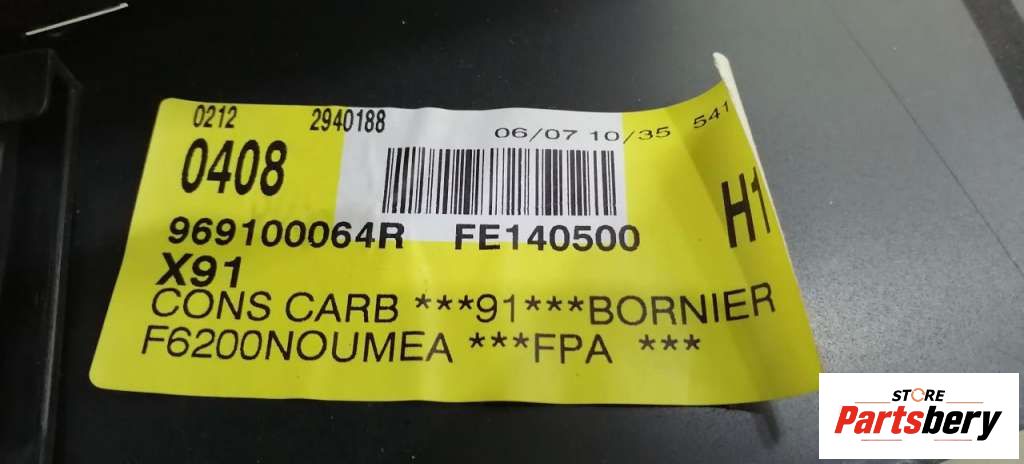 0212 2940188 06/07 10/35 541
0408
969100064R FE140500 H1
X91
CONS CARB ***91***BORNIER
F6200NOUMEA ***FPA ***
STORE
Partsbery